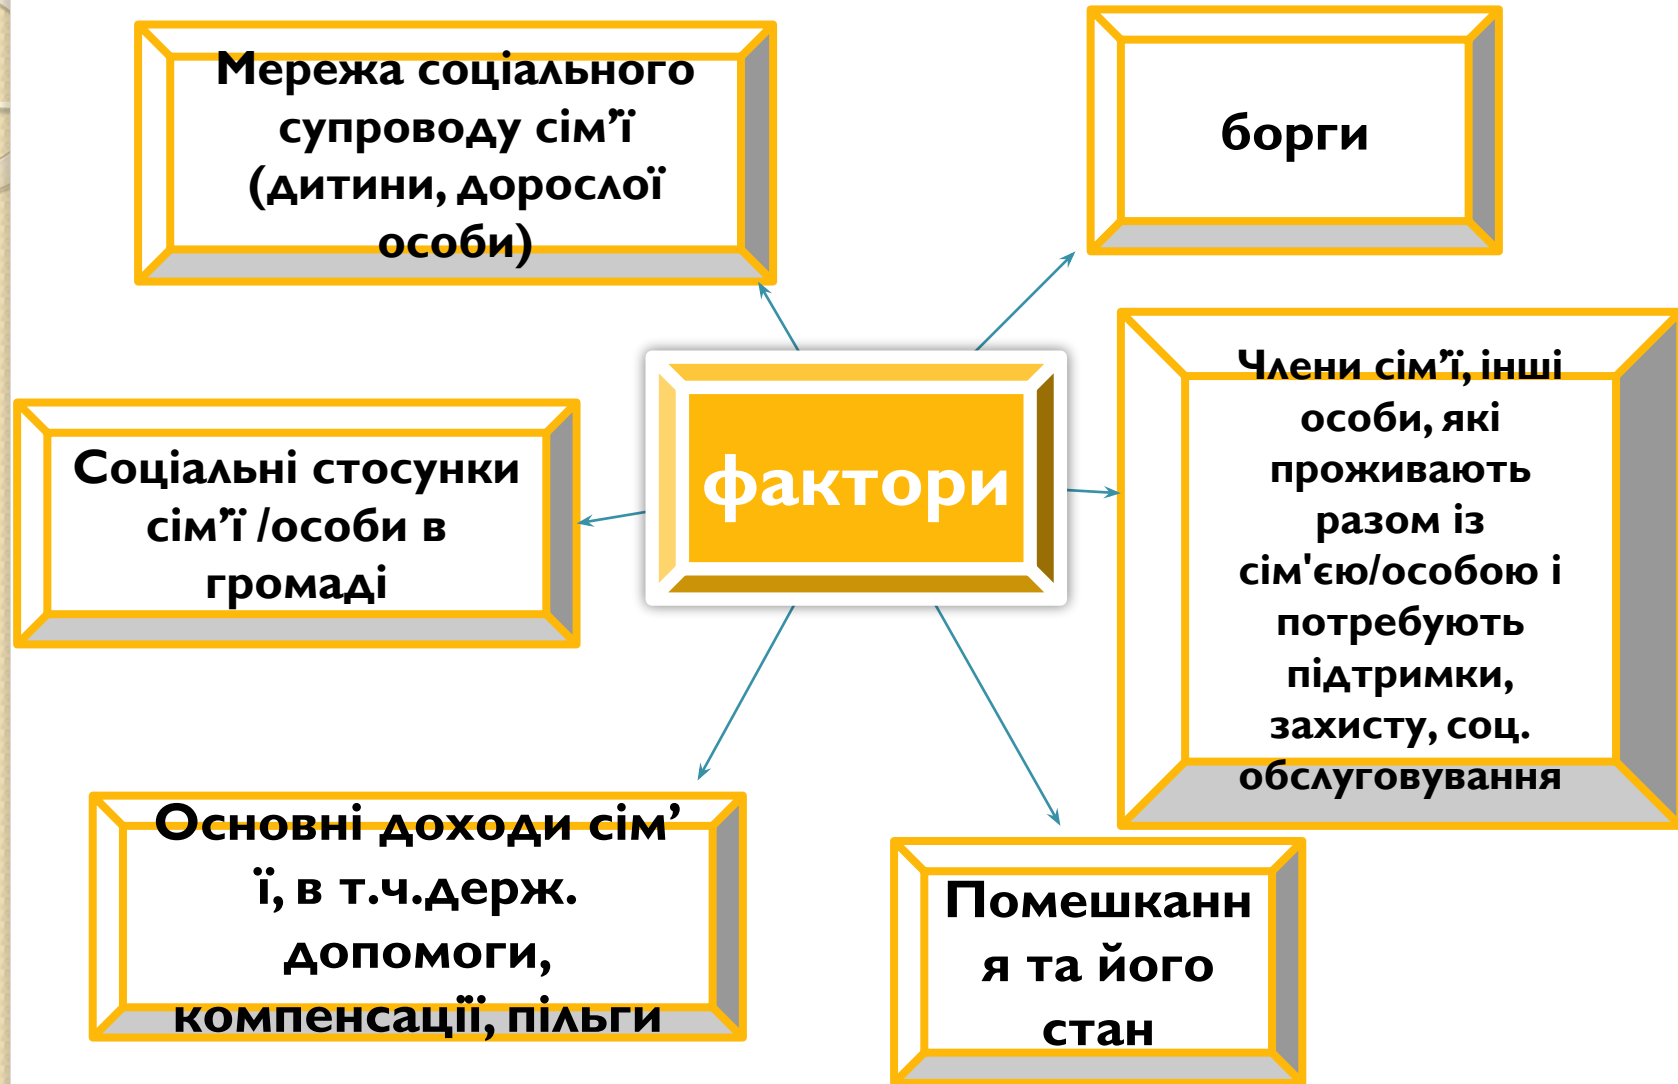 Мережа соціального
супроводу сім’ї
(дитини, дорослої
особи)
борги
Члени сім’ї, інші
особи, які
проживають
разом із
сім'єю/особою і
потребують
підтримки,
захисту, соц.
обслуговування
фактори
Соціальні стосунки
сім’ї /особи в
громаді
Основні доходи сім’
ї, в т.ч.держ.
допомоги,
компенсації, пільги
Помешканн
я та його
стан